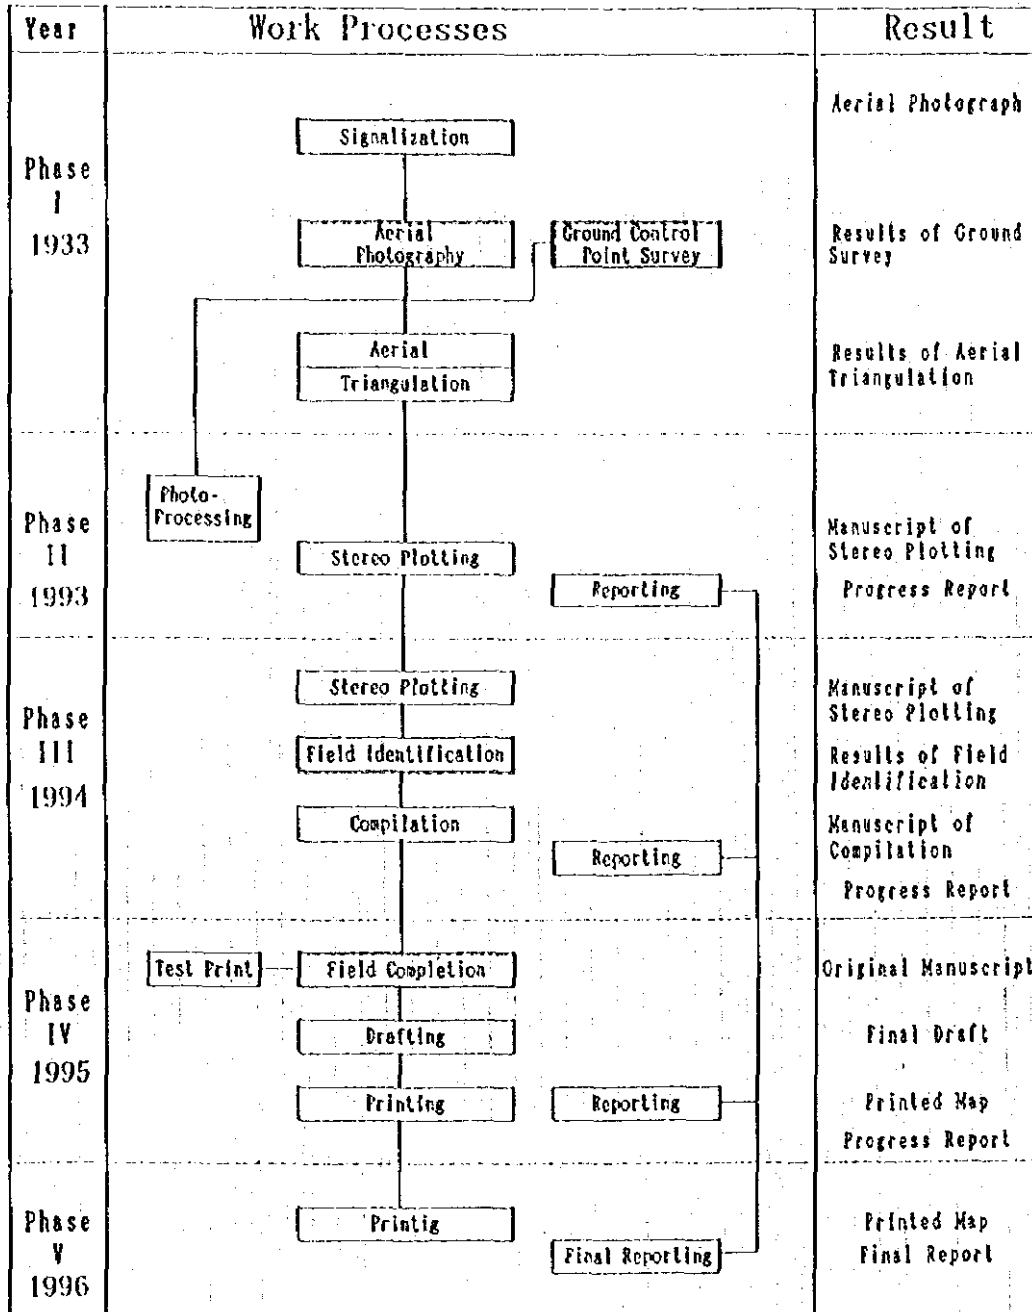 Year
Work Processes
Result
Aerial Photograph
Signalization
Phase
I
1933
Aerial
Photography
Ground Control
Point Survey
Results of Ground
Survey
Aerial
Triangulation
Results of Aerial
Triangulation
Phase
II
1993
Photo-
Processing
Stereo Plotting
Reporting
Manuscript of
Stereo Plotting
Progress Report
Phase
III
1994
Stereo Plotting
Field Identification
Compilation
Reporting
Manuscript of
Stereo Plotting
Results of Field
Identification
Manuscript of
Compilation
Progress Report
Phase
IV
1995
Test Print
Field Completion
Drafting
Printing
Reporting
Original Manuscript
Final Draft
Printed Map
Progress Report
Phase
V
1996
Printig
Final Reporting
Printed Map
Final Report